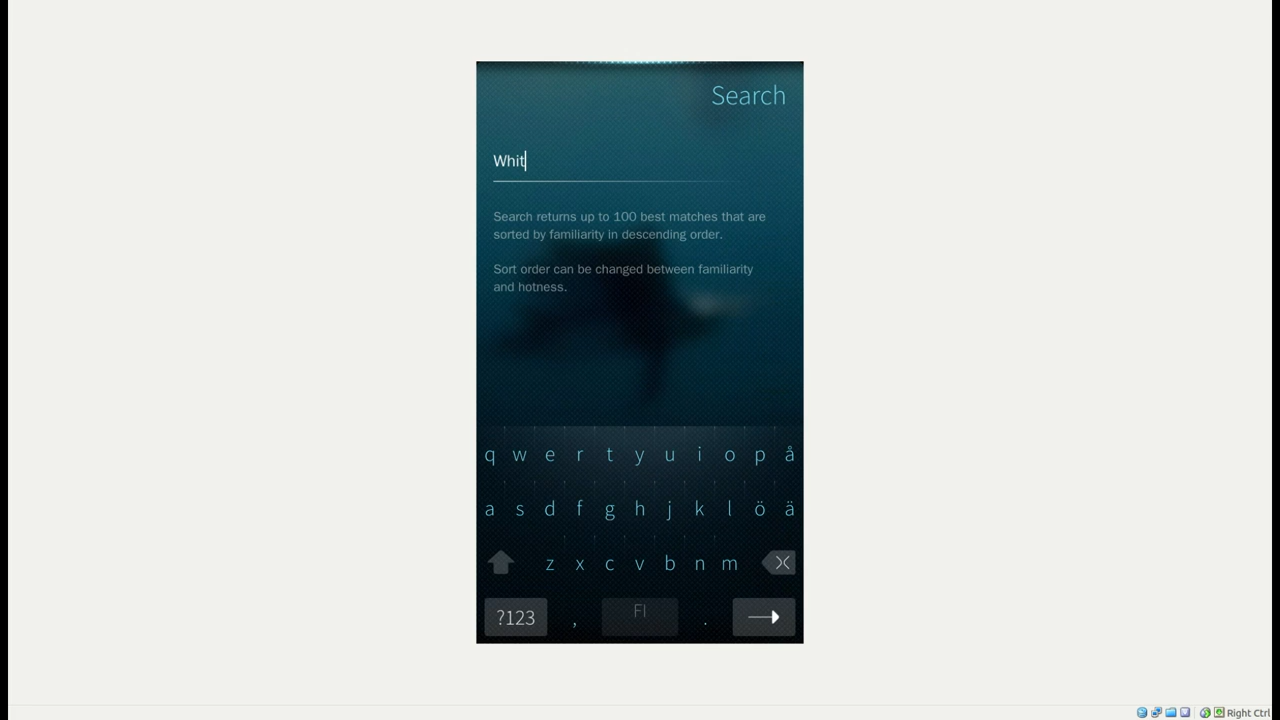 Search
Whit
Search returns up to 100 best matches that are
sorted by familiarity in descending order.
Sort order can be changed between familiarity
and hotness.
q w e r t y u i o p å
a s d f g h j k l ö ä
z x c v b n m
?123 , FI .
Right Ctrl